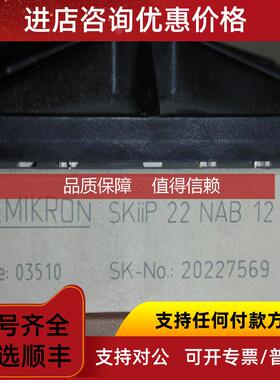 进店咨询优惠价格
品质保障 值得信赖
EMIKRON SKiiP 22 NAB 12
e: 03510 SK-No.: 20227569
号齐全 支持任何付款方
选顺丰 支持对公 可开专票/普票